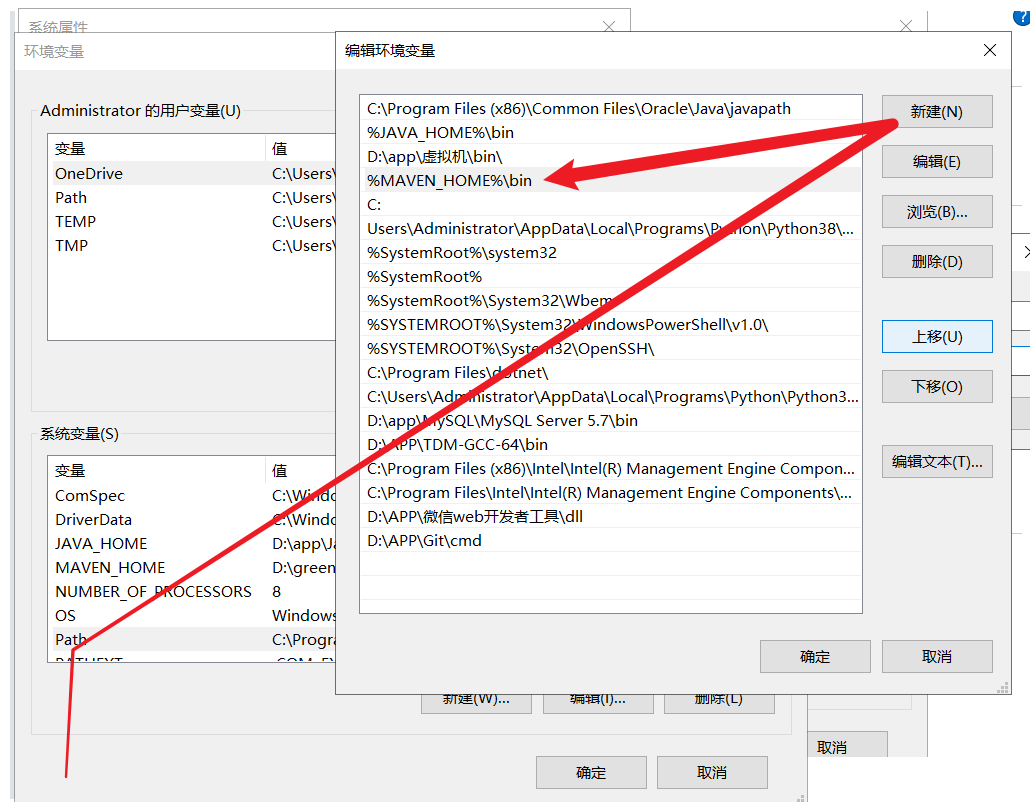 系统属性
环境变量
Administrator 的用户变量(U)
变量 值
OneDrive C:\Users\
Path C:\Users\
TEMP C:\Users\
TMP C:\Users\
系统变量(S)
变量 值
ComSpec C:\Windo
DriverData C:\Windo
JAVA_HOME D:\app\Ja
MAVEN_HOME D:\green
NUMBER_OF_PROCESSORS 8
OS Windows
Path C:\Progra
新建(W)... 编辑(I)... 删除(L)
确定 取消
取消
编辑环境变量
C:\Program Files (x86)\Common Files\Oracle\Java\javapath
%JAVA_HOME%\bin
D:\app\虚拟机\bin\
%MAVEN_HOME%\bin
C:
Users\Administrator\AppData\Local\Programs\Python\Python38\...
%SystemRoot%\system32
%SystemRoot%
%SystemRoot%\System32\Wbem
%SYSTEMROOT%\System32\WindowsPowerShell\v1.0\
%SYSTEMROOT%\System32\OpenSSH\
C:\Program Files\dotnet\
C:\Users\Administrator\AppData\Local\Programs\Python\Python3...
D:\app\MySQL\MySQL Server 5.7\bin
D:\APP\TDM-GCC-64\bin
C:\Program Files (x86)\Intel\Intel(R) Management Engine Compon...
C:\Program Files\Intel\Intel(R) Management Engine Components\...
D:\APP\微信web开发者工具\dll
D:\APP\Git\cmd
新建(N)
编辑(E)
浏览(B)...
删除(D)
上移(U)
下移(O)
编辑文本(T)...
确定 取消